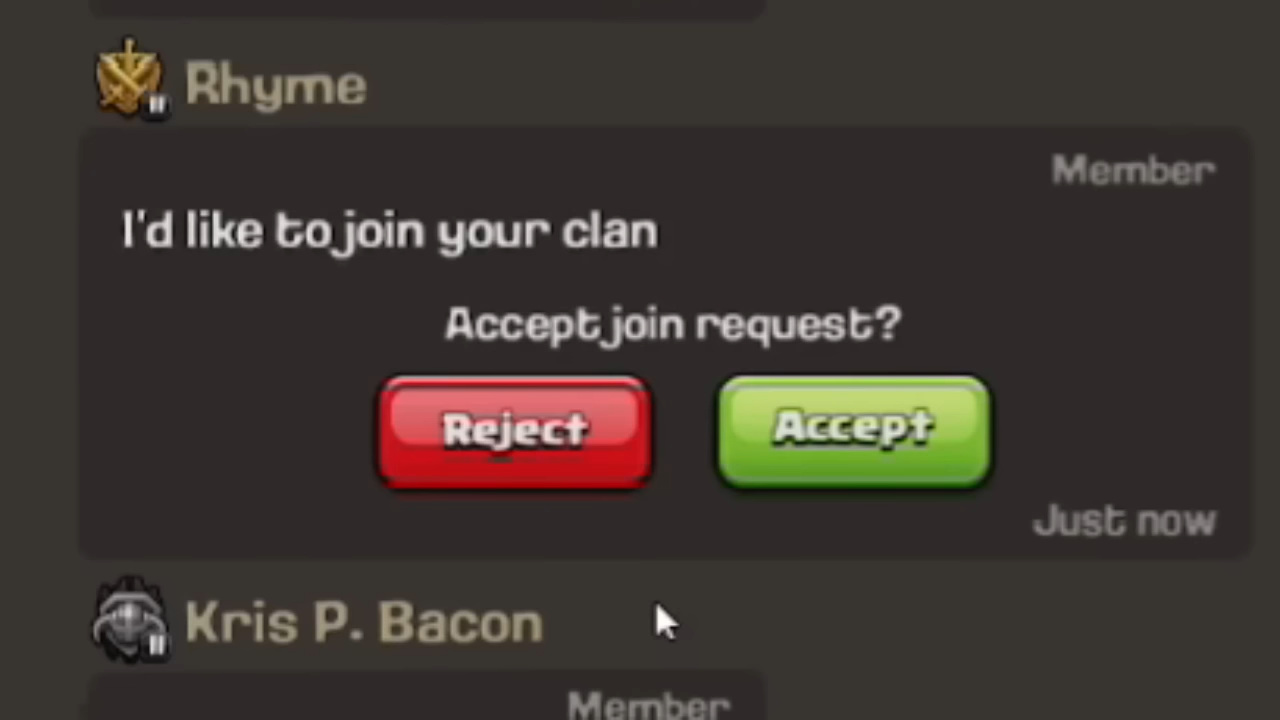 Rhyme
Member
I'd like to join your clan
Accept join request?
Reject
Accept
Just now
Kris P. Bacon
Member